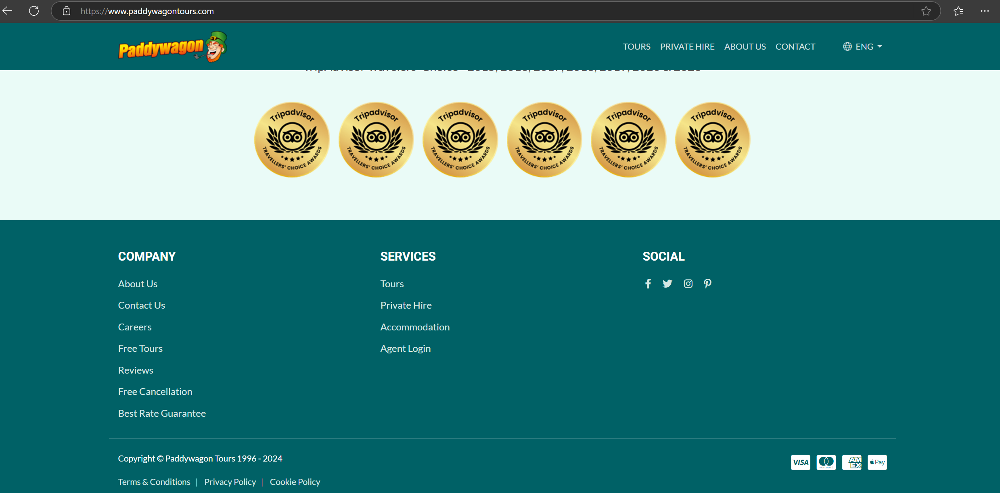 https://www.paddywagontours.com
Paddywagon
TOURS PRIVATE HIRE ABOUT US CONTACT ENG
Tripadvisor TRAVELLERS' CHOICE AWARDS
Tripadvisor TRAVELLERS' CHOICE AWARDS
Tripadvisor TRAVELLERS' CHOICE AWARDS
Tripadvisor TRAVELLERS' CHOICE AWARDS
Tripadvisor TRAVELLERS' CHOICE AWARDS
Tripadvisor TRAVELLERS' CHOICE AWARDS
COMPANY
About Us
Contact Us
Careers
Free Tours
Reviews
Free Cancellation
Best Rate Guarantee
SERVICES
Tours
Private Hire
Accommodation
Agent Login
SOCIAL
Copyright © Paddywagon Tours 1996 - 2024
VISA mastercard AMEX Pay
Terms & Conditions | Privacy Policy | Cookie Policy